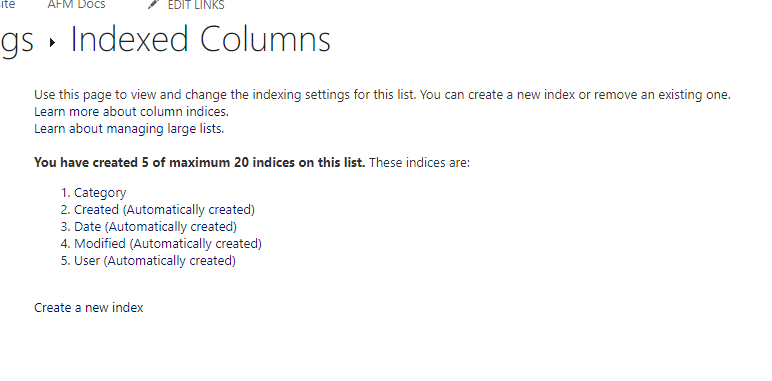 AFM Docs
EDIT LINKS
Indexed Columns
Use this page to view and change the indexing settings for this list. You can create a new index or remove an existing one.
Learn more about column indices.
Learn about managing large lists.
You have created 5 of maximum 20 indices on this list. These indices are:
1. Category
2. Created (Automatically created)
3. Date (Automatically created)
4. Modified (Automatically created)
5. User (Automatically created)
Create a new index